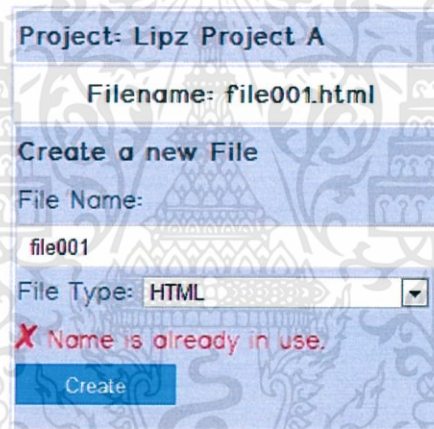 Project: Lipz Project A
Filename: file001.html
Create a new File
File Name:
file001
File Type: HTML
✗ Name is already in use.
Create